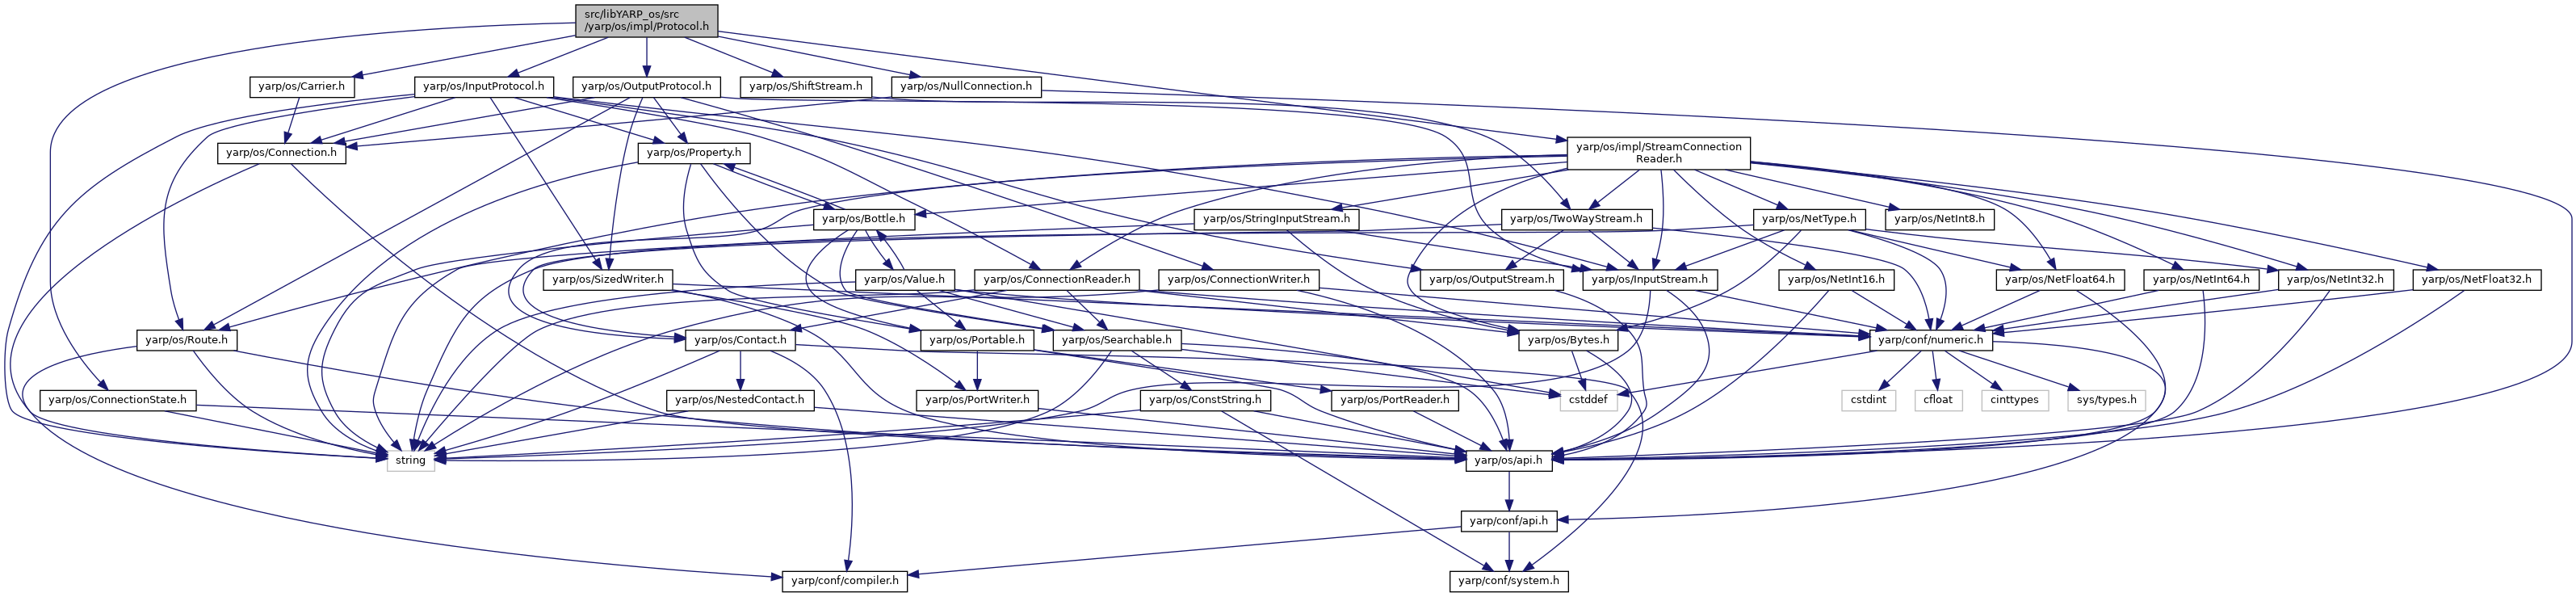 src/libYARP_os/src
/yarp/os/impl/Protocol.h
yarp/os/Carrier.h
yarp/os/InputProtocol.h
yarp/os/OutputProtocol.h
yarp/os/ShiftStream.h
yarp/os/NullConnection.h
yarp/os/Connection.h
yarp/os/Property.h
yarp/os/impl/StreamConnection
Reader.h
yarp/os/Bottle.h
yarp/os/StringInputStream.h
yarp/os/TwoWayStream.h
yarp/os/NetType.h
yarp/os/NetInt8.h
yarp/os/SizedWriter.h
yarp/os/Value.h
yarp/os/ConnectionReader.h
yarp/os/ConnectionWriter.h
yarp/os/OutputStream.h
yarp/os/InputStream.h
yarp/os/NetInt16.h
yarp/os/NetFloat64.h
yarp/os/NetInt64.h
yarp/os/NetInt32.h
yarp/os/NetFloat32.h
yarp/os/Route.h
yarp/os/Contact.h
yarp/os/Portable.h
yarp/os/Searchable.h
yarp/os/Bytes.h
yarp/conf/numeric.h
yarp/os/ConnectionState.h
yarp/os/NestedContact.h
yarp/os/PortWriter.h
yarp/os/ConstString.h
yarp/os/PortReader.h
cstddef
cstdint
cfloat
cinttypes
sys/types.h
string
yarp/os/api.h
yarp/conf/api.h
yarp/conf/compiler.h
yarp/conf/system.h